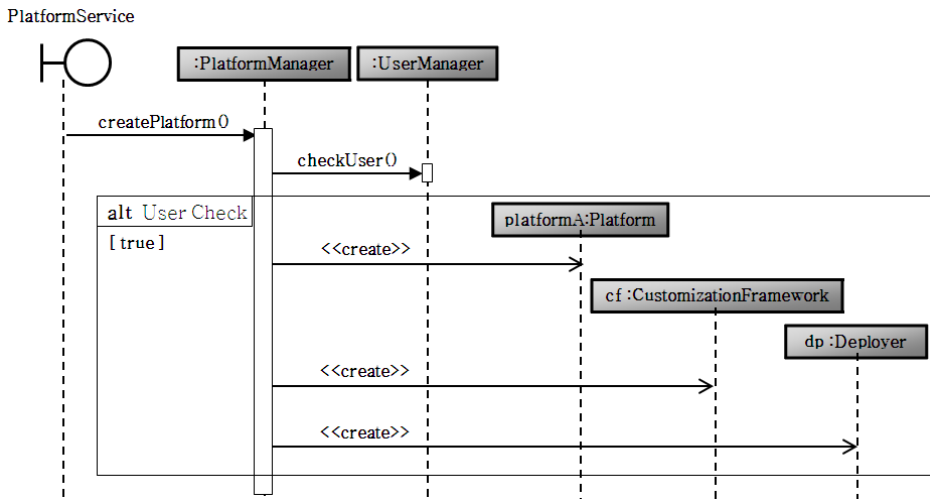 PlatformService
:PlatformManager
:UserManager
createPlatform()
checkUser()
alt User Check
[true]
platformA:Platform
<<create>>
cf :CustomizationFramework
dp :Deployer
<<create>>
<<create>>